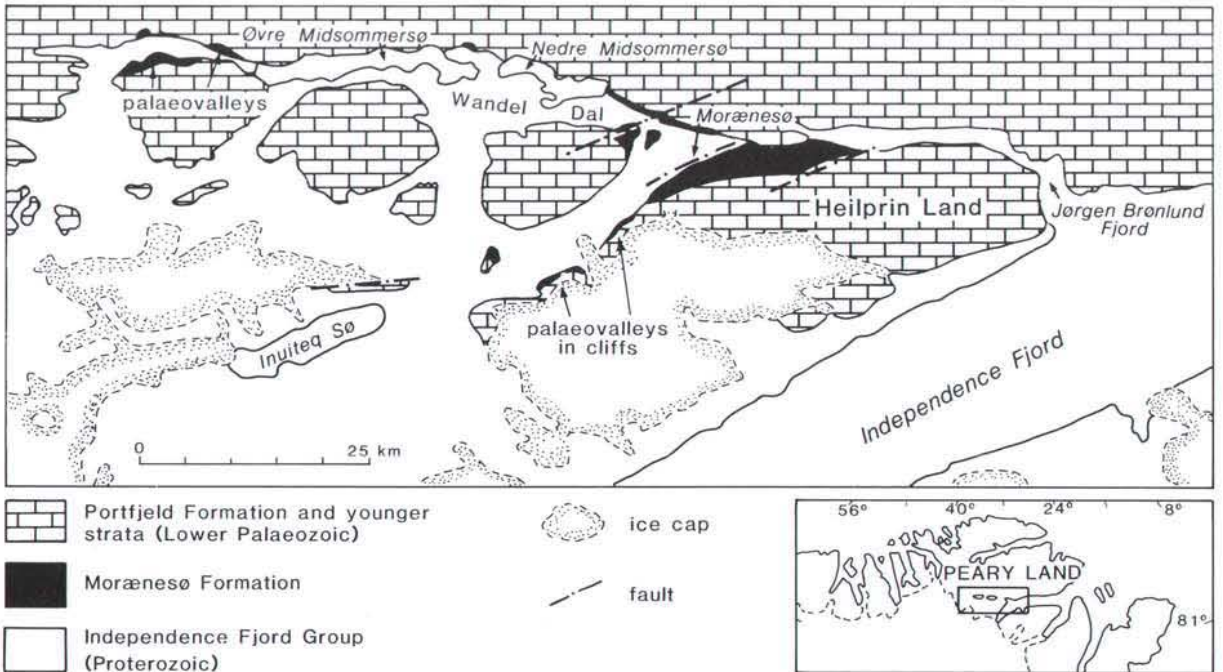 Øvre Midsommersø
Nedre Midsommersø
palaeovalleys
Wandel
Dal
Morænesø
Heilprin Land
Jørgen Brønlund
Fjord
palaeovalleys
in cliffs
Inuiteq Sø
Independence Fjord
0 25 km
Portfjeld Formation and younger
strata (Lower Palaeozoic)
Morænesø Formation
Independence Fjord Group
(Proterozoic)
ice cap
fault
56° 40° 24° 8°
PEARY LAND
81°